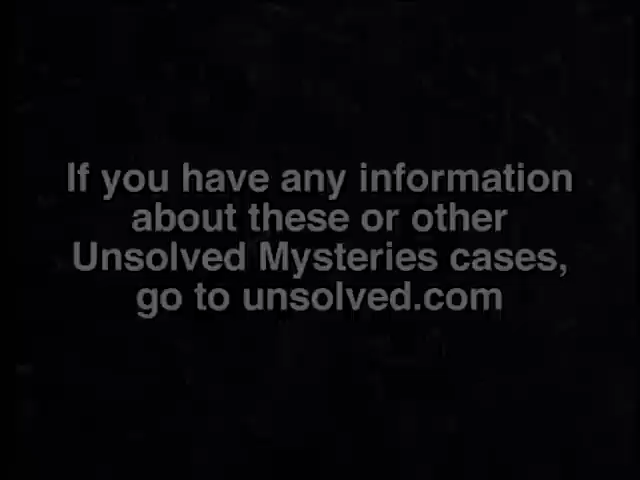 If you have any information
about these or other
Unsolved Mysteries cases,
go to unsolved.com